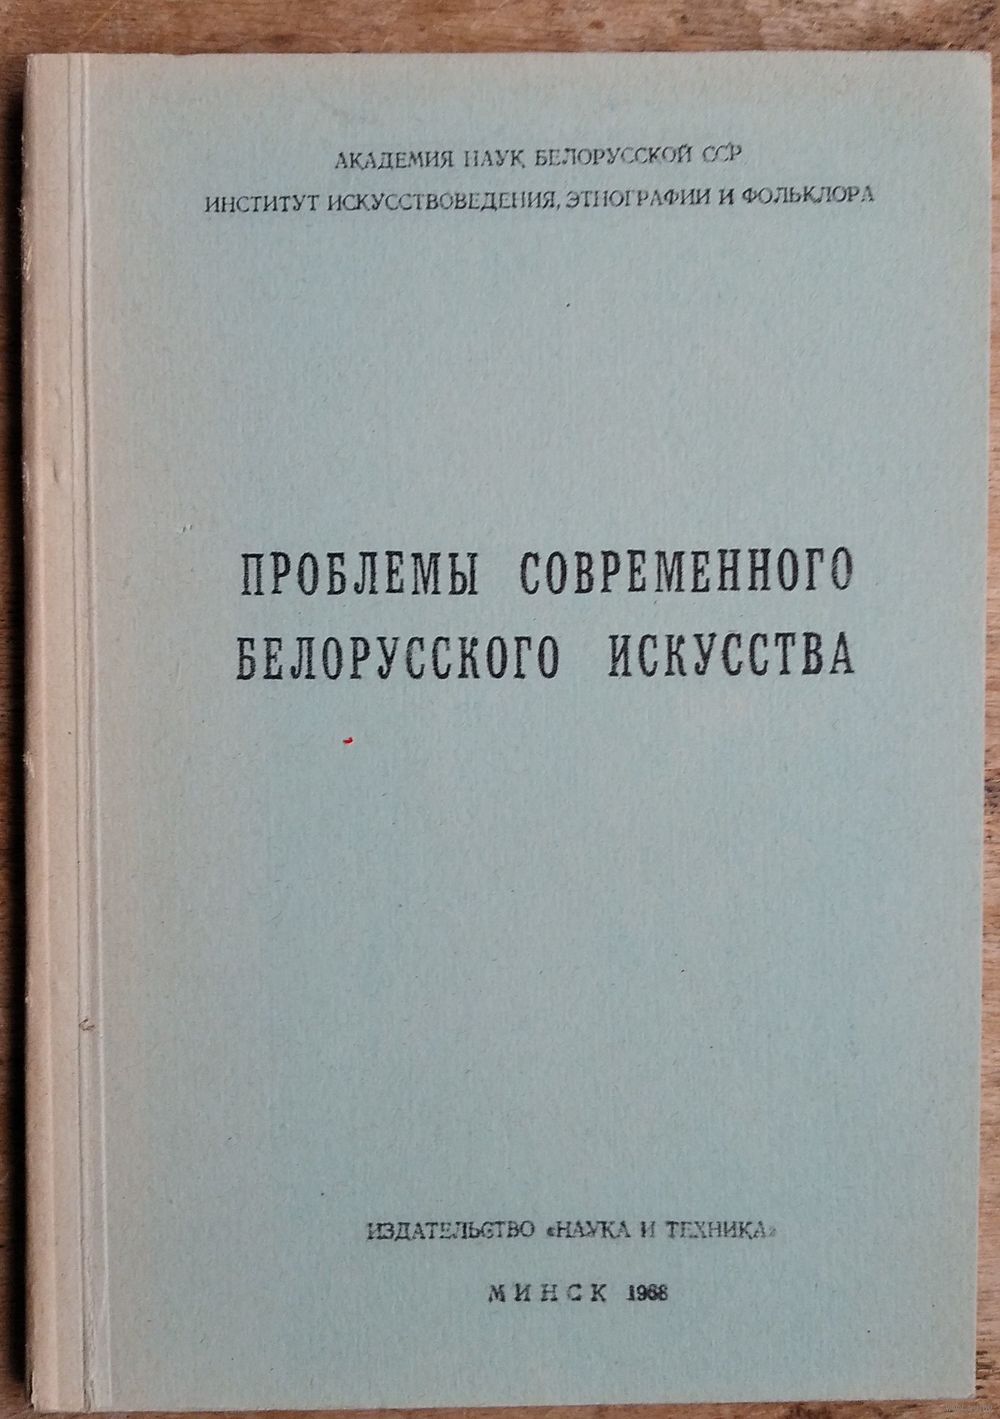 АКАДЕМИЯ НАУК БЕЛОРУССКОЙ ССР
ИНСТИТУТ ИСКУССТВОВЕДЕНИЯ, ЭТНОГРАФИИ И ФОЛЬКЛОРА
ПРОБЛЕМЫ СОВРЕМЕННОГО
БЕЛОРУССКОГО ИСКУССТВА
ИЗДАТЕЛЬСТВО «НАУКА И ТЕХНИКА»
МИНСК 1968